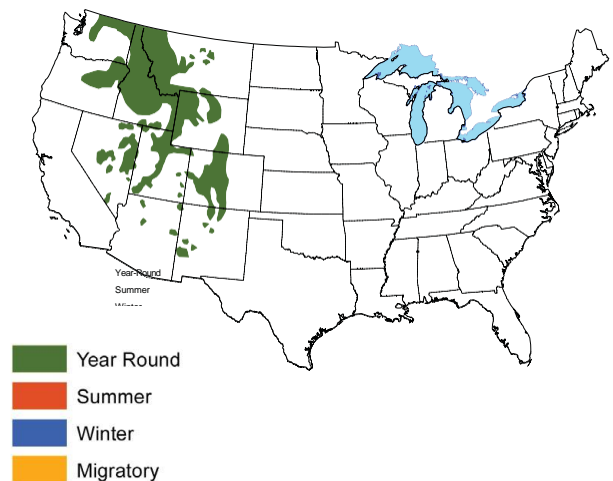 Year-Round
Summer
Year Round
Summer
Winter
Migratory